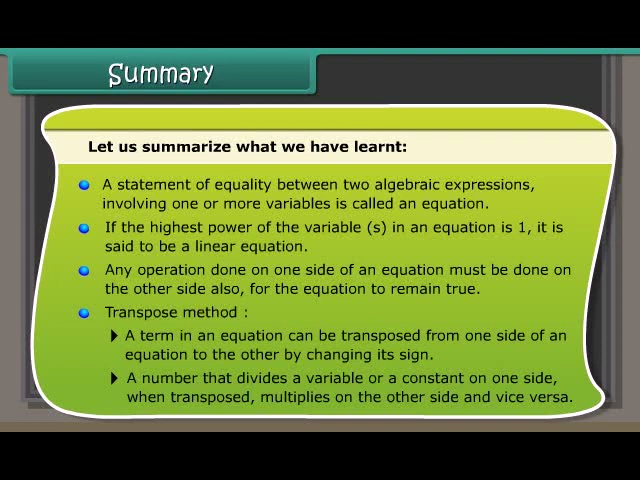 Summary
Let us summarize what we have learnt:
A statement of equality between two algebraic expressions,
involving one or more variables is called an equation.
If the highest power of the variable (s) in an equation is 1, it is
said to be a linear equation.
Any operation done on one side of an equation must be done on
the other side also, for the equation to remain true.
Transpose method :
A term in an equation can be transposed from one side of an
equation to the other by changing its sign.
A number that divides a variable or a constant on one side,
when transposed, multiplies on the other side and vice versa.